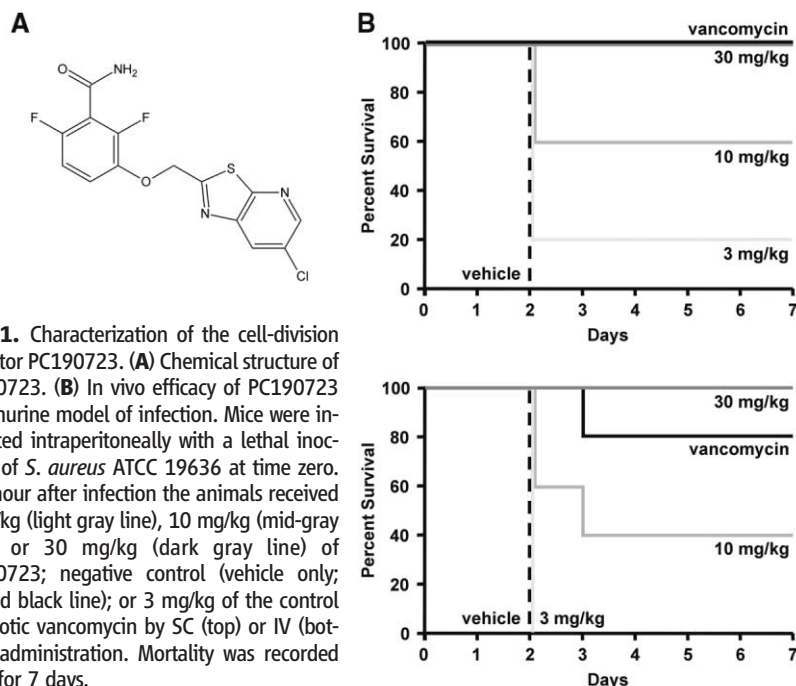 A
O
NH2
F
F
O
S
N
N
Cl
1. Characterization of the cell-division
tor PC190723. (A) Chemical structure of
0723. (B) In vivo efficacy of PC190723
murine model of infection. Mice were in-
ted intraperitoneally with a lethal inoc-
of S. aureus ATCC 19636 at time zero.
hour after infection the animals received
/kg (light gray line), 10 mg/kg (mid-gray
or 30 mg/kg (dark gray line) of
0723; negative control (vehicle only;
d black line); or 3 mg/kg of the control
otic vancomycin by SC (top) or IV (bot-
administration. Mortality was recorded
for 7 days.
B
vancomycin
100
30 mg/kg
80
60
10 mg/kg
40
20
3 mg/kg
vehicle
0
Percent Survival
0 1 2 3 4 5 6 7
Days
100
30 mg/kg
80
vancomycin
60
40
10 mg/kg
20
vehicle 3 mg/kg
0
Percent Survival
0 1 2 3 4 5 6 7
Days